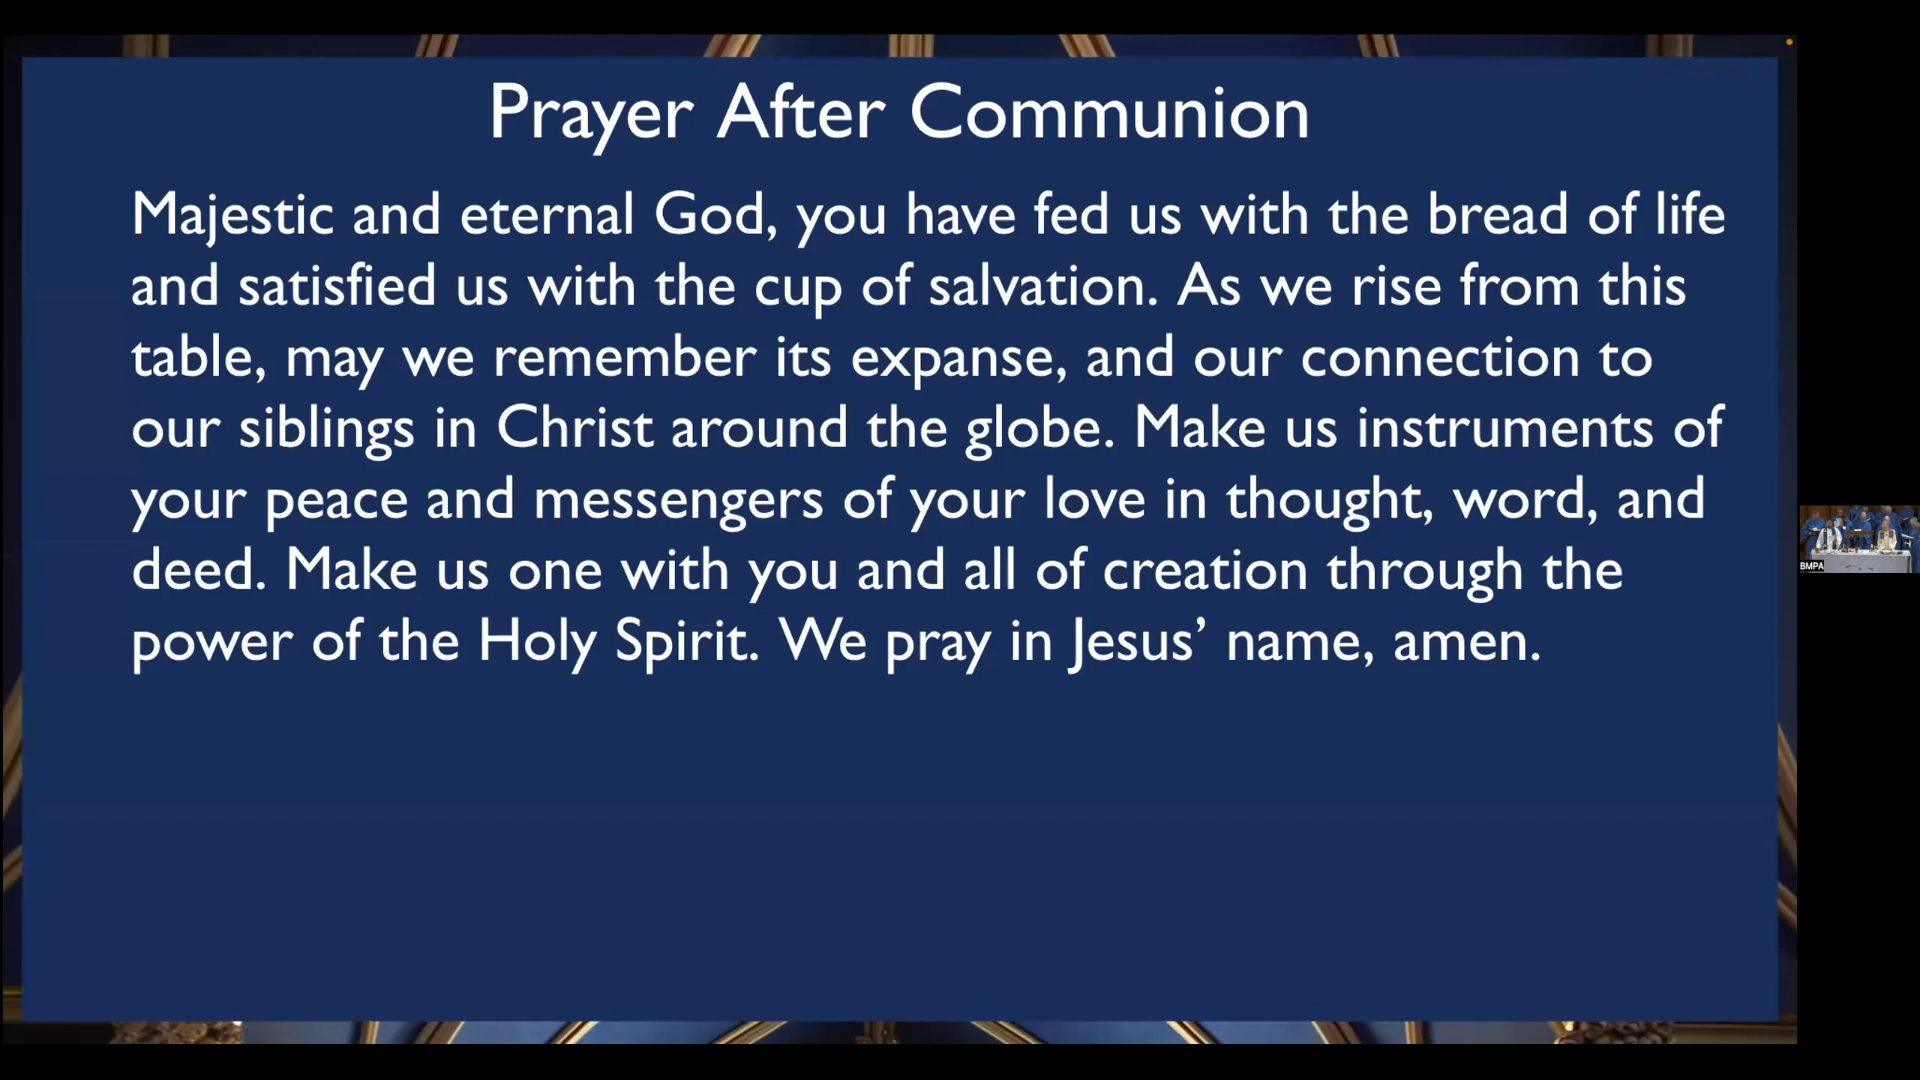 Prayer After Communion
Majestic and eternal God, you have fed us with the bread of life
and satisfied us with the cup of salvation. As we rise from this
table, may we remember its expanse, and our connection to
our siblings in Christ around the globe. Make us instruments of
your peace and messengers of your love in thought, word, and
deed. Make us one with you and all of creation through the
power of the Holy Spirit. We pray in Jesus’ name, amen.
BMPA